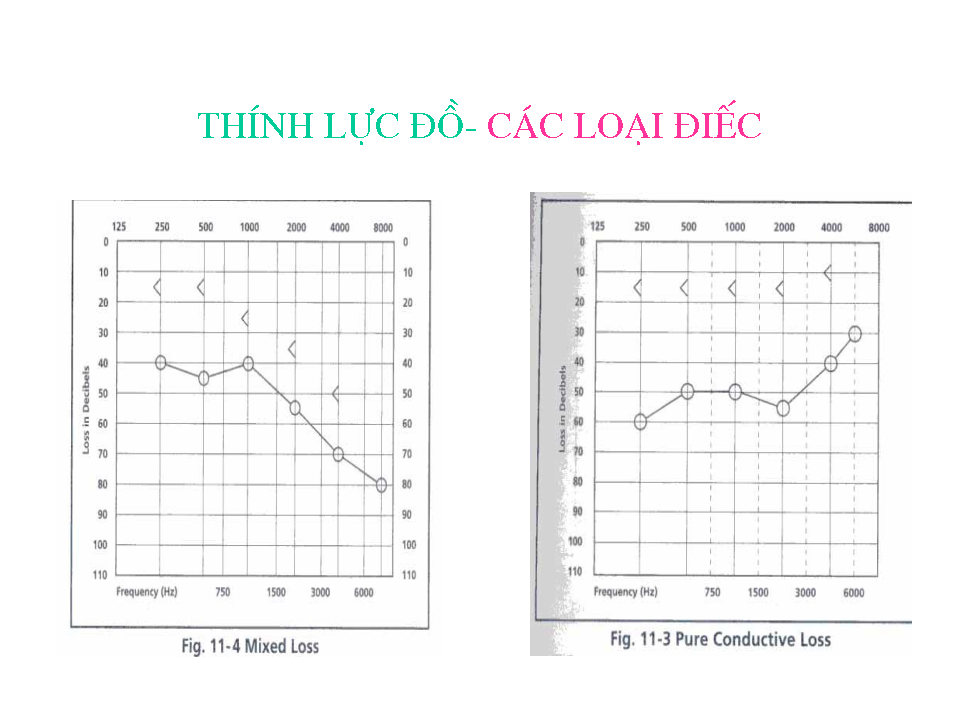 THÍNH LỰC ĐỒ- CÁC LOẠI ĐIẾC
125 250 500 1000 2000 4000 8000
0 0
10 10
20 20
30 30
40 40
50 50
60 60
70 70
80 80
90 90
100 100
110 110
Loss in Decibels
Frequency (Hz) 750 1500 3000 6000
Fig. 11-4 Mixed Loss
125 250 500 1000 2000 4000 8000
0
10
20
30
40
50
60
70
80
90
100
110
Loss in Decibels
Frequency (Hz) 750 1500 3000 6000
Fig. 11-3 Pure Conductive Loss